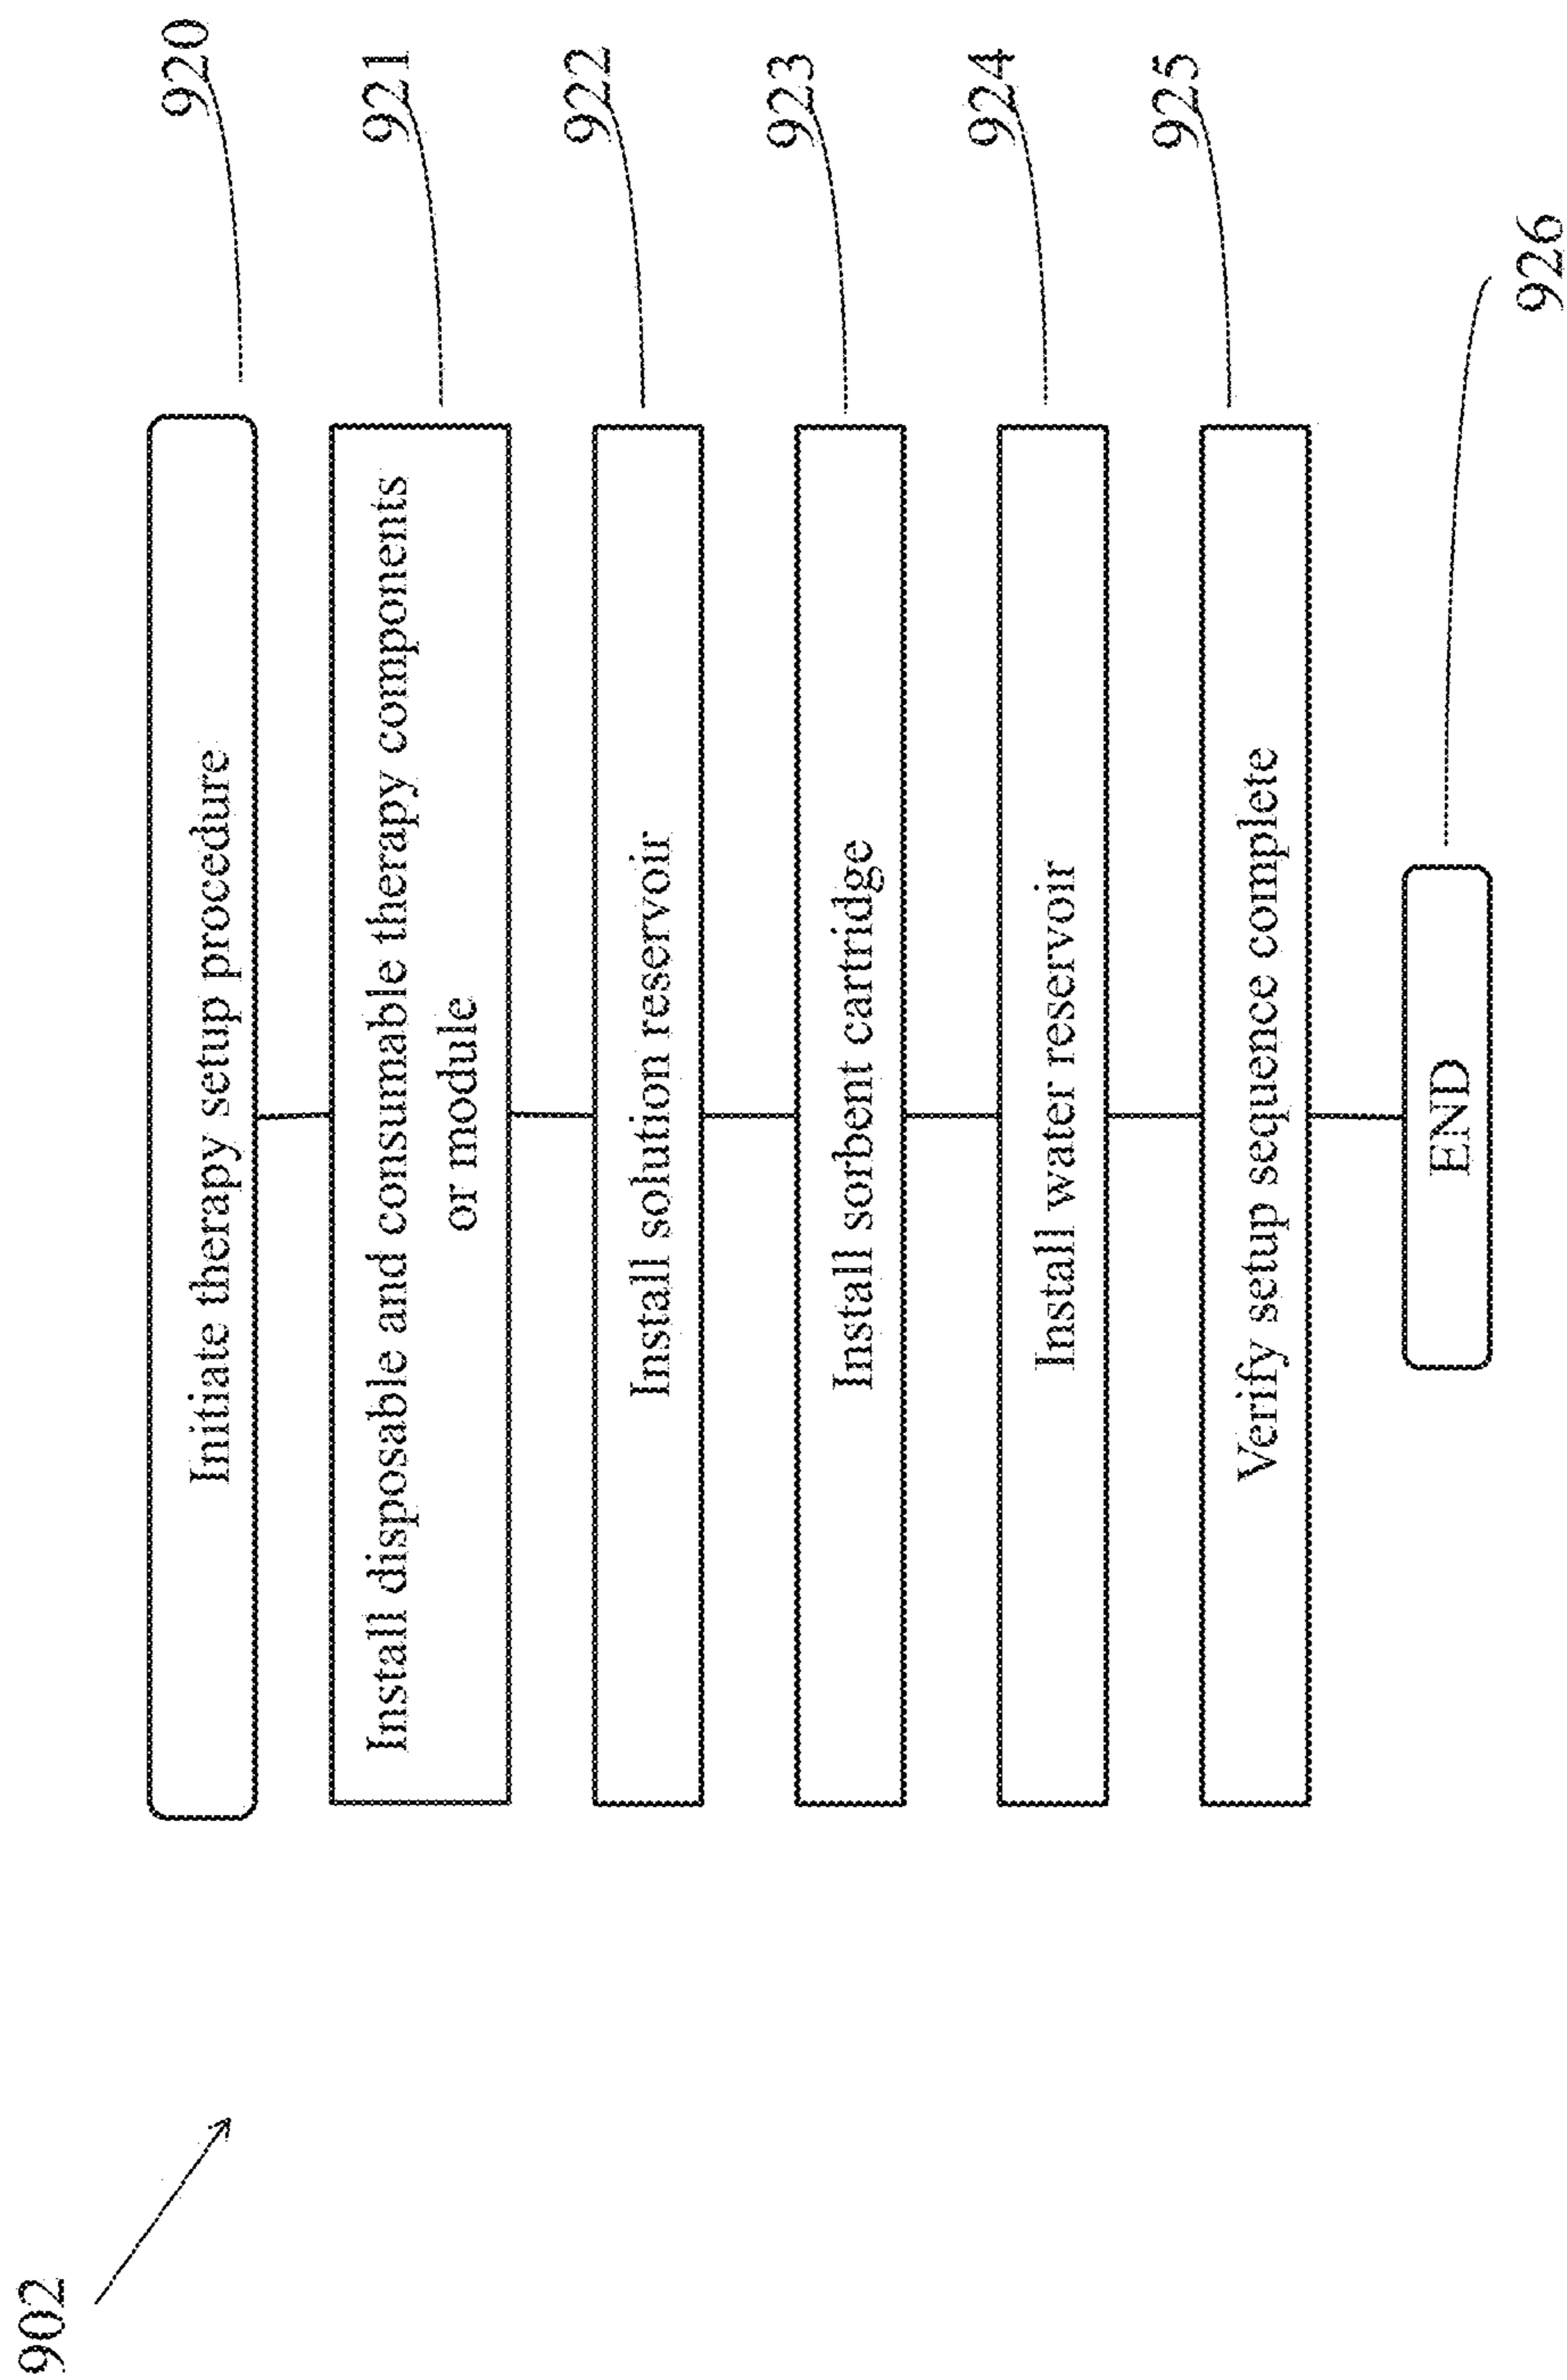 902
Initiate therapy setup procedure
920
Install disposable and consumable therapy components
or module
921
Install solution reservoir
922
Install sorbent cartridge
923
Install water reservoir
924
Verify setup sequence complete
925
END
926